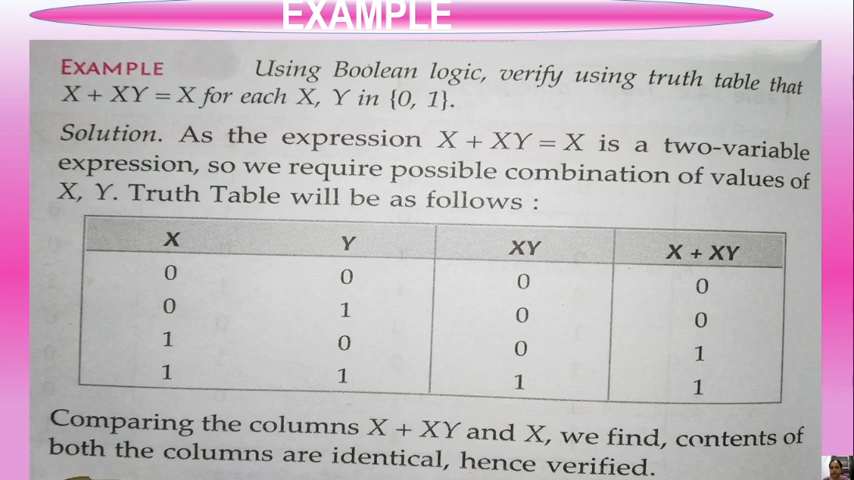 EXAMPLE
EXAMPLE Using Boolean logic, verify using truth table that
X + XY = X for each X, Y in {0, 1}.
Solution. As the expression X + XY = X is a two-variable
expression, so we require possible combination of values of
X, Y. Truth Table will be as follows :
X Y XY X + XY
0 0 0 0
0 1 0 0
1 0 0 1
1 1 1 1
Comparing the columns X + XY and X, we find, contents of
both the columns are identical, hence verified.